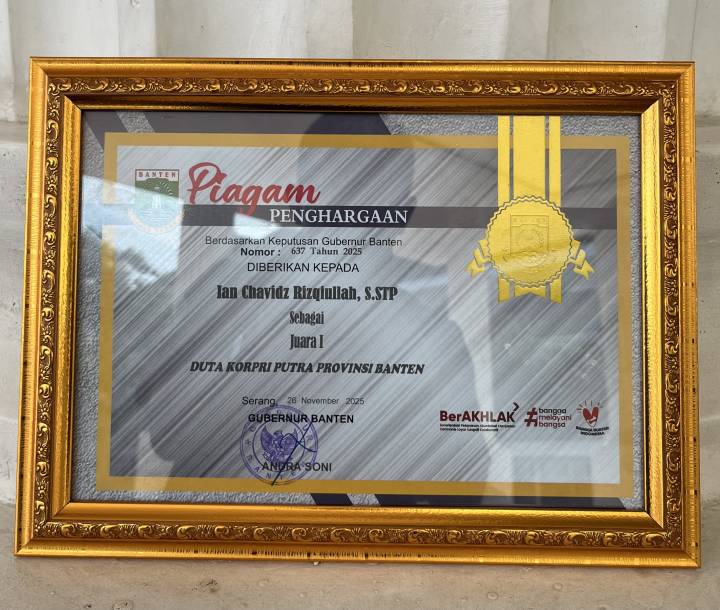 BANTEN
Piagam
PENGHARGAAN
Berdasarkan Keputusan Gubernur Banten
Nomor : 637 Tahun 2025
DIBERIKAN KEPADA
Ian Chavidz Rizqiullah, S.STP
Sebagai
Juara I
DUTA KORPRI PUTRA PROVINSI BANTEN
Serang, 26 November 2025
GUBERNUR BANTEN
ANDRA SONI
BerAKHLAK
#bangga
melayani
bangsa